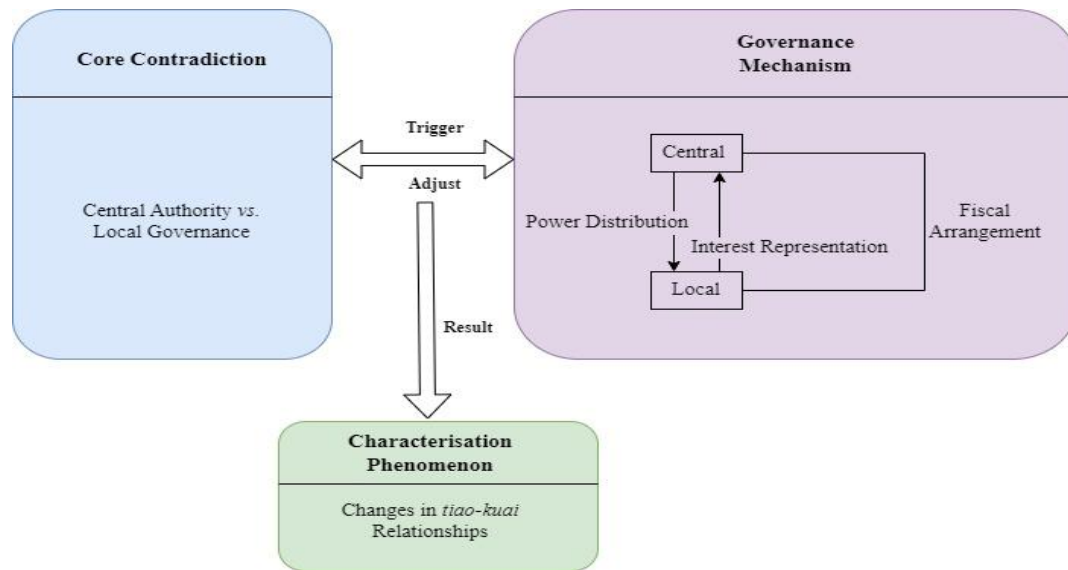 Core Contradiction
Central Authority vs.
Local Governance
Trigger
Adjust
Result
Governance
Mechanism
Central
Power Distribution
Interest Representation
Local
Fiscal
Arrangement
Characterisation
Phenomenon
Changes in tiao-kuai
Relationships